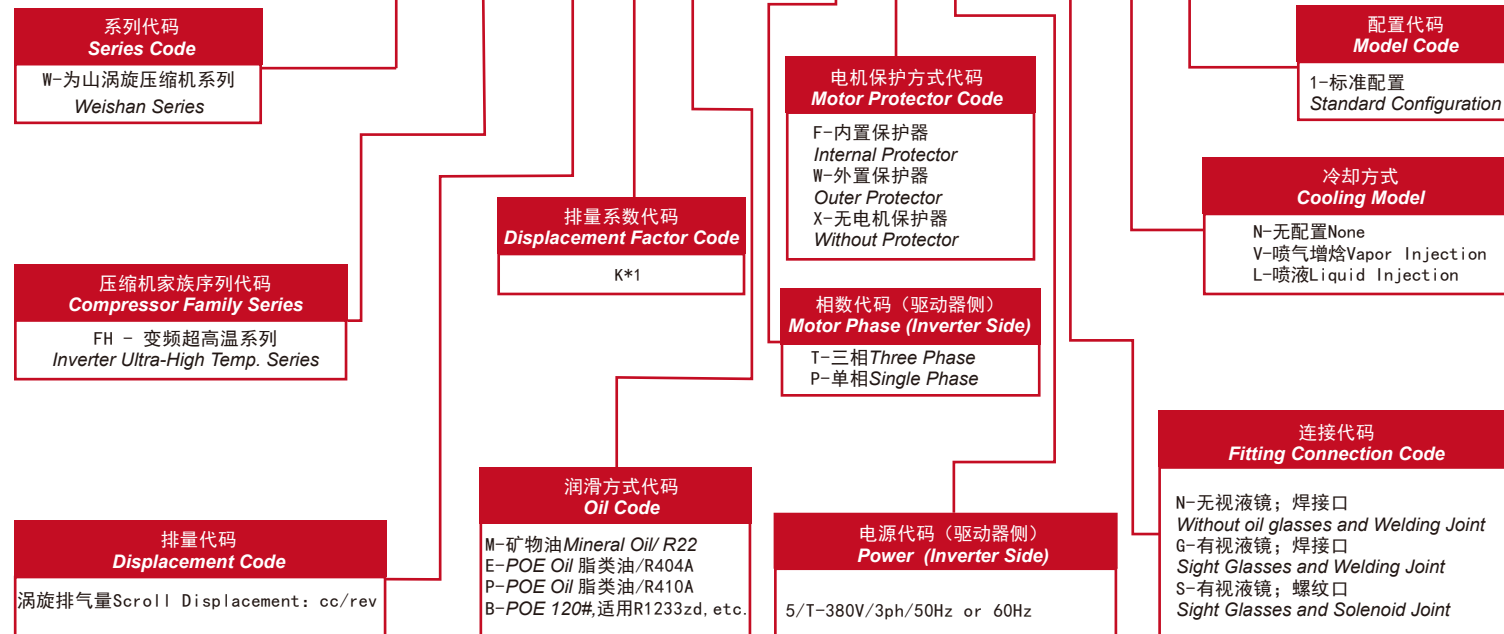 系列代码
Series Code
W-为山涡旋压缩机系列
Weishan Series
压缩机家族序列代码
Compressor Family Series
FH - 变频超高温系列
Inverter Ultra-High Temp. Series
排量代码
Displacement Code
涡旋排气量Scroll Displacement: cc/rev
排量系数代码
Displacement Factor Code
K*1
润滑方式代码
Oil Code
M-矿物油Mineral Oil/ R22
E-POE Oil 脂类油/R404A
P-POE Oil 脂类油/R410A
B-POE 120#,适用R1233zd, etc.
电机保护方式代码
Motor Protector Code
F-内置保护器
Internal Protector
W-外置保护器
Outer Protector
X-无电机保护器
Without Protector
相数代码（驱动器侧）
Motor Phase (Inverter Side)
T-三相Three Phase
P-单相Single Phase
电源代码（驱动器侧）
Power (Inverter Side)
5/T-380V/3ph/50Hz or 60Hz
配置代码
Model Code
1-标准配置
Standard Configuration
冷却方式
Cooling Model
N-无配置None
V-喷气增焓Vapor Injection
L-喷液Liquid Injection
连接代码
Fitting Connection Code
N-无视液镜；焊接口
Without oil glasses and Welding Joint
G-有视液镜；焊接口
Sight Glasses and Welding Joint
S-有视液镜；螺纹口
Sight Glasses and Solenoid Joint